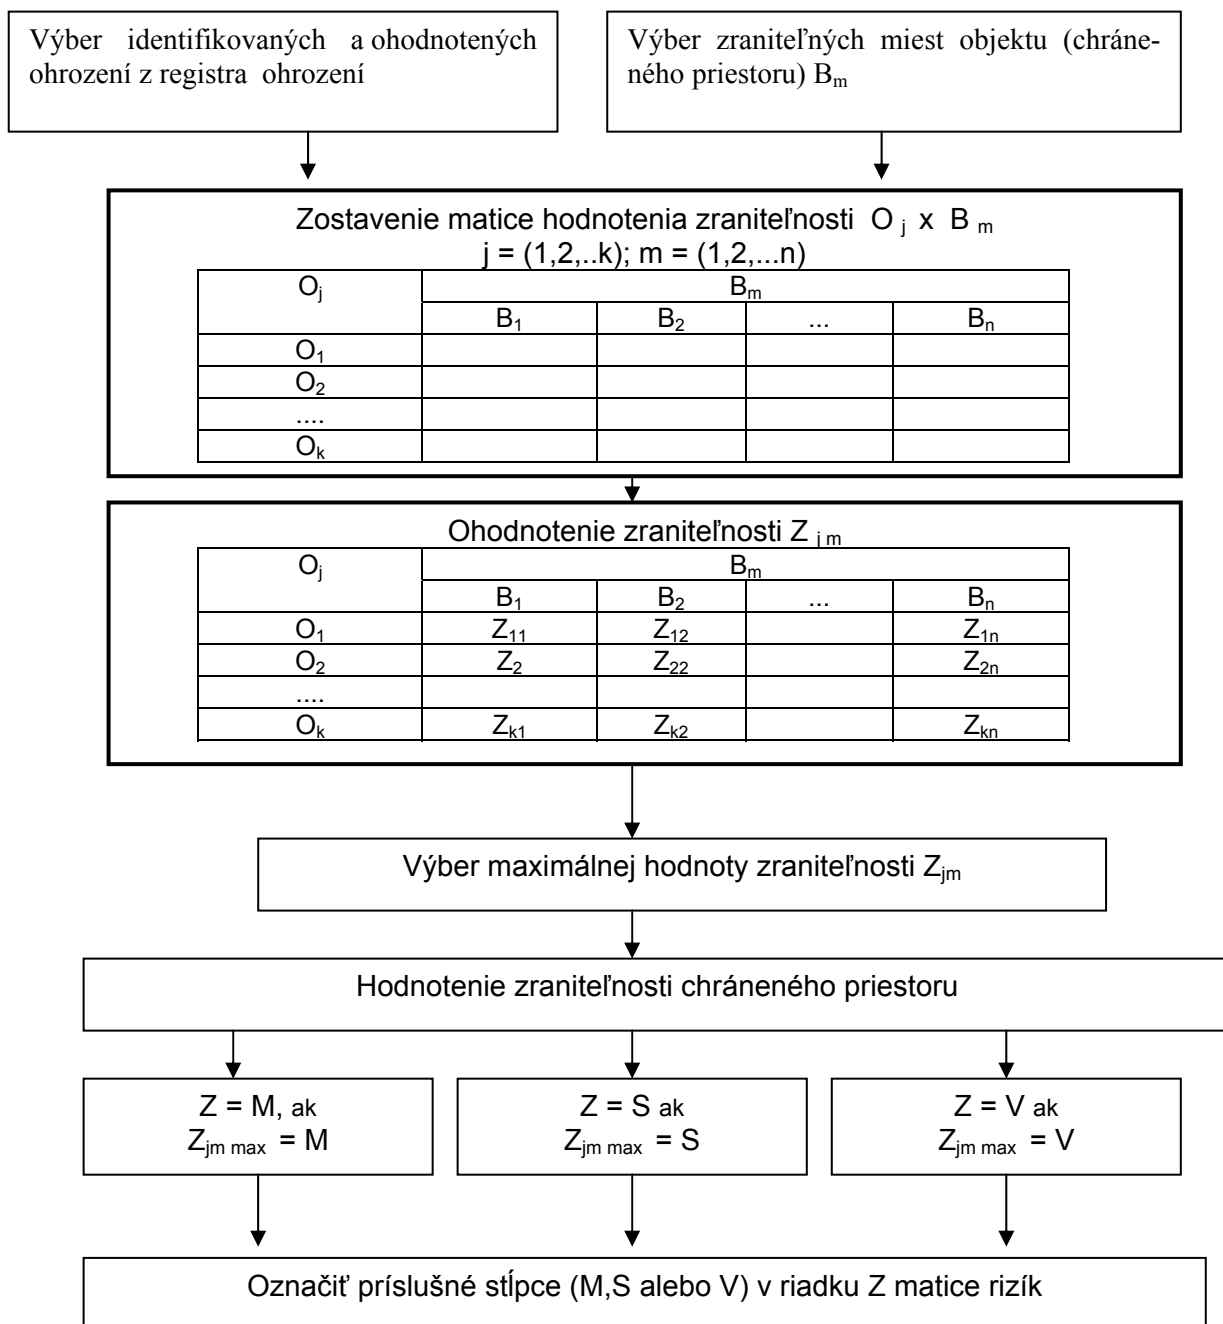 Výber identifikovaných a ohodnotených
ohrození z registra ohrození
Výber zraniteľných miest objektu (chráne-
ného priestoru) Bm
Zostavenie matice hodnotenia zraniteľnosti O j x B m
j = (1,2,..k); m = (1,2,...n)
Oj Bm
B1 B2 ... Bn
O1
O2
....
Ok
Ohodnotenie zraniteľnosti Z j m
Oj Bm
B1 B2 ... Bn
O1 Z11 Z12 Z1n
O2 Z2 Z22 Z2n
....
Ok Zk1 Zk2 Zkn
Výber maximálnej hodnoty zraniteľnosti Zjm
Hodnotenie zraniteľnosti chráneného priestoru
Z = M, ak
Zjm max = M
Z = S ak
Zjm max = S
Z = V ak
Zjm max = V
Označiť príslušné stĺpce (M,S alebo V) v riadku Z matice rizík